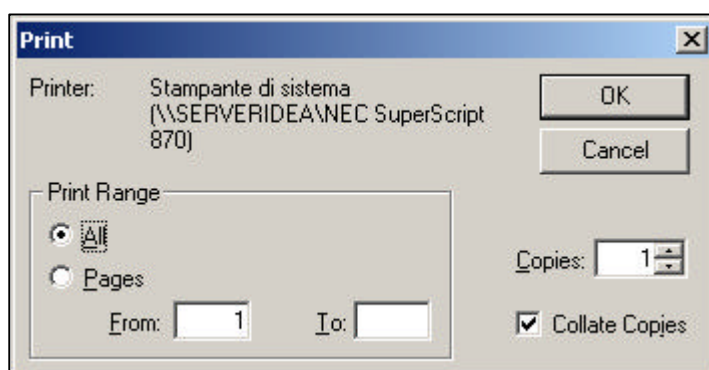 Print
Printer: Stampante di sistema
(\\SERVERIDEA\NEC SuperScript
870)
OK
Cancel
Print Range
All
Pages
From: 1 To:
Copies: 1
Collate Copies